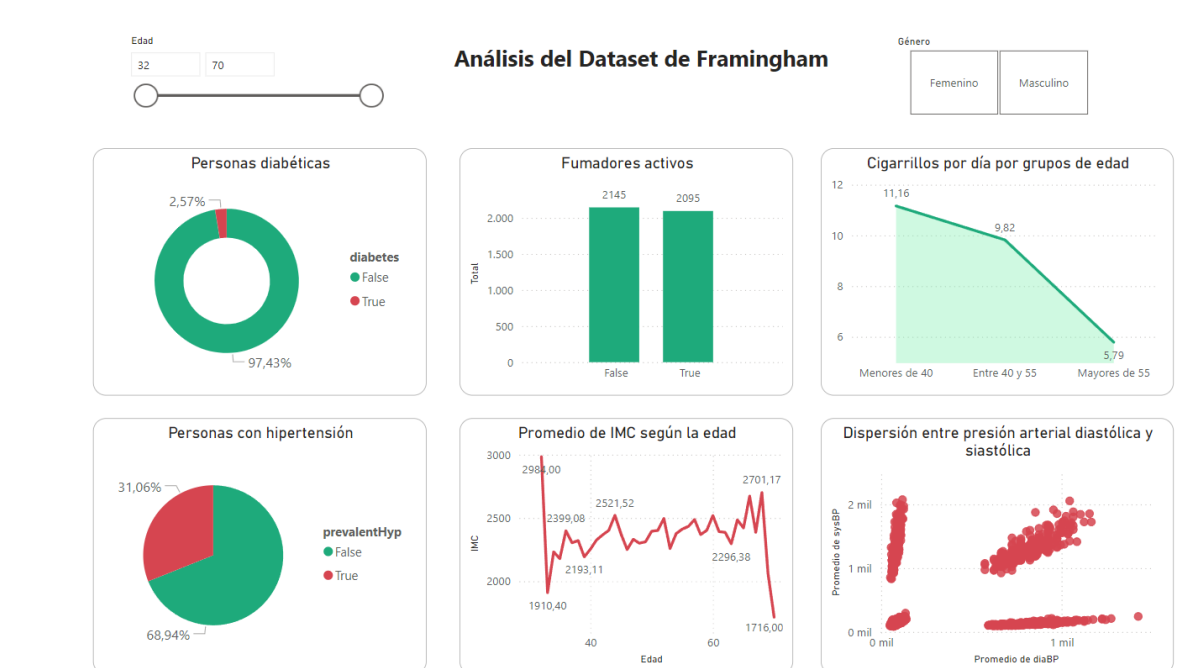 Edad
32 70
Análisis del Dataset de Framingham
Género
Femenino Masculino
Personas diabéticas
2,57%
97,43%
diabetes
False
True
Fumadores activos
2145 2095
2.000
1.500
1.000
500
0
Total
False True
Cigarrillos por día por grupos de edad
12
10
8
6
11,16
9,82
5,79
Menores de 40 Entre 40 y 55 Mayores de 55
Personas con hipertensión
31,06%
68,94%
prevalentHyp
False
True
Promedio de IMC según la edad
3000
2500
2000
IMC
2984,00
2399,08
2521,52
2701,17
2193,11
2296,38
1910,40
1716,00
40 60
Edad
Dispersión entre presión arterial diastólica y
siastólica
2 mil
1 mil
0 mil
Promedio de sysBP
0 mil 1 mil
Promedio de diaBP